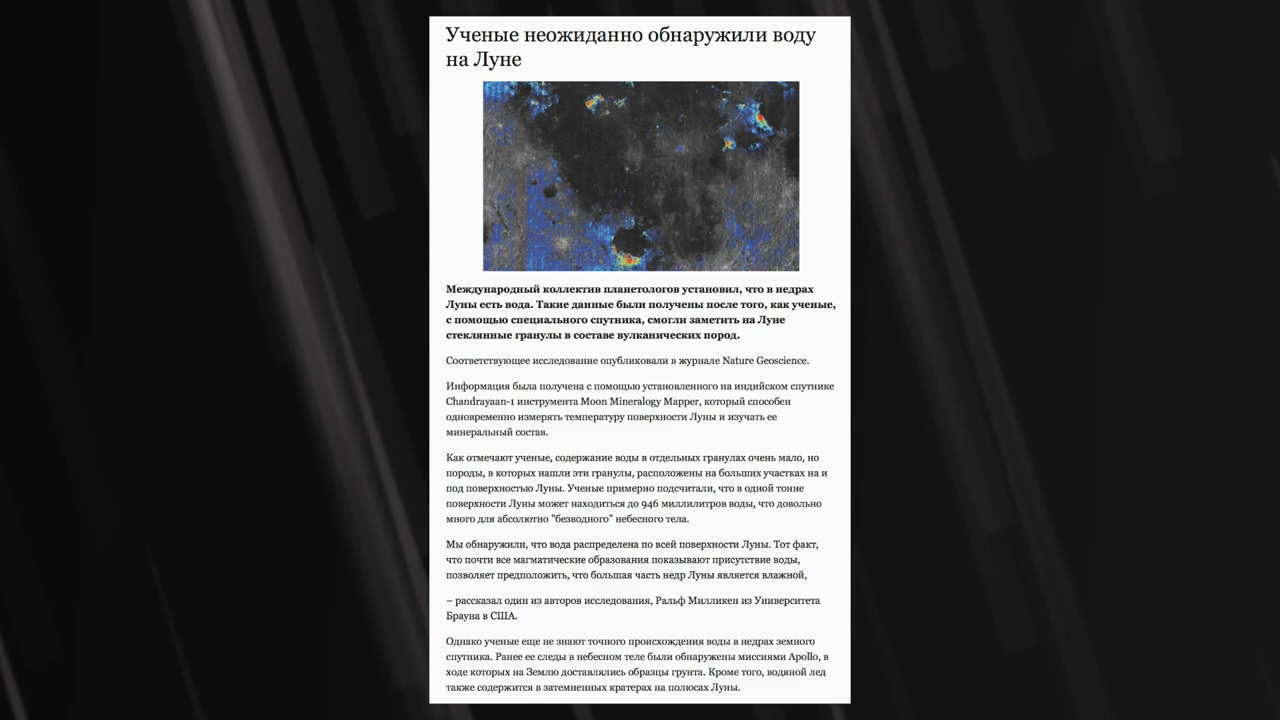 Ученые неожиданно обнаружили воду
на Луне
Международный коллектив планетологов установил, что в недрах
Луны есть вода. Такие данные были получены после того, как ученые,
с помощью специального спутника, смогли заметить на Луне
стеклянные гранулы в составе вулканических пород.
Соответствующее исследование опубликовали в журнале Nature Geoscience.
Информация была получена с помощью установленного на индийском спутнике
Chandrayaan-1 инструмента Moon Mineralogy Mapper, который способен
одновременно измерять температуру поверхности Луны и изучать ее
минеральный состав.
Как отмечают ученые, содержание воды в отдельных гранулах очень мало, но
породы, в которых нашли эти гранулы, расположены на больших участках на и
под поверхностью Луны. Ученые примерно подсчитали, что в одной тонне
поверхности Луны может находиться до 946 миллилитров воды, что довольно
много для абсолютно "безводного" небесного тела.
Мы обнаружили, что вода распределена по всей поверхности Луны. Тот факт,
что почти все магматические образования показывают присутствие воды,
позволяет предположить, что большая часть недр Луны является влажной,
– рассказал один из авторов исследования, Ральф Милликен из Университета
Брауна в США.
Однако ученые еще не знают точного происхождения воды в недрах земного
спутника. Ранее ее следы в небесном теле были обнаружены миссиями Apollo, в
ходе которых на Землю доставлялись образцы грунта. Кроме того, водяной лед
также содержится в затемненных кратерах на полюсах Луны.